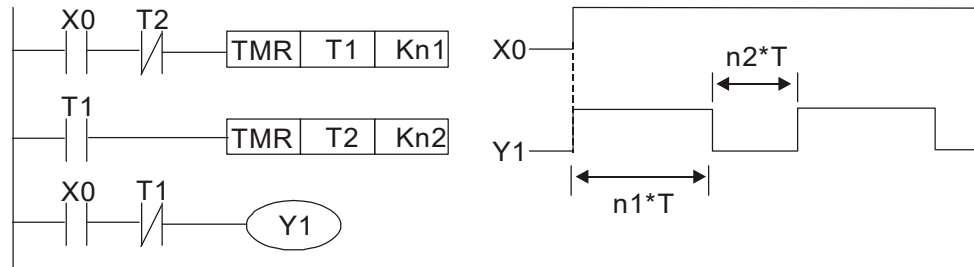 X0 T2
TMR T1 Kn1
T1
TMR T2 Kn2
X0 T1
Y1
X0
n2*T
Y1
n1*T